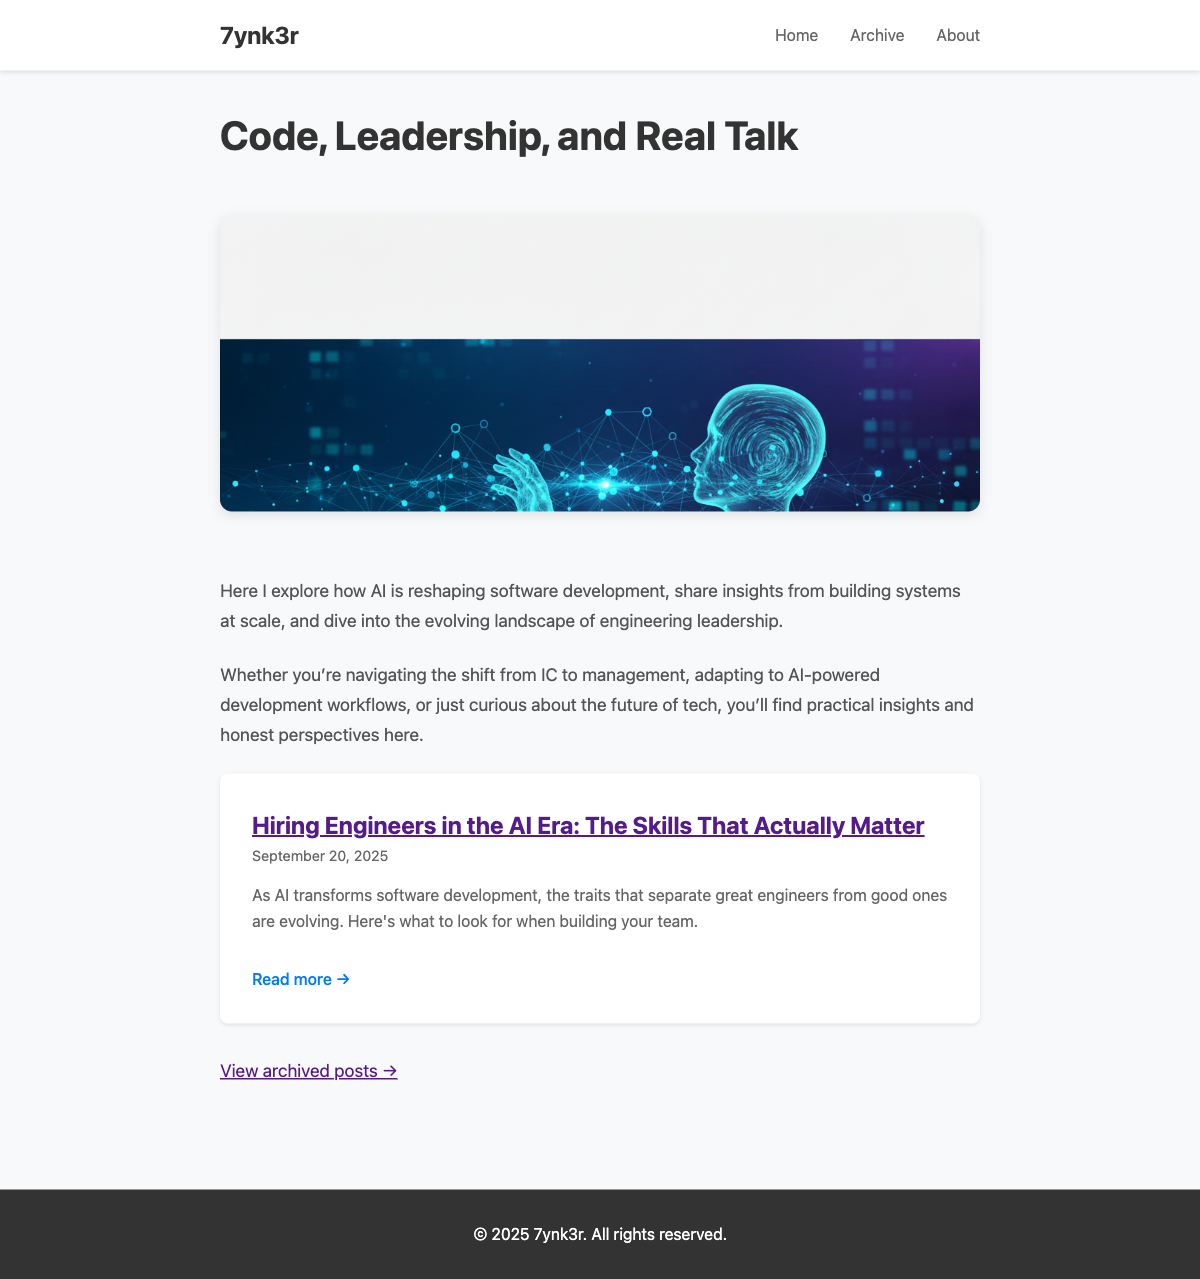 7ynk3r
Home Archive About
Code, Leadership, and Real Talk
Here I explore how AI is reshaping software development, share insights from building systems
at scale, and dive into the evolving landscape of engineering leadership.
Whether you’re navigating the shift from IC to management, adapting to AI-powered
development workflows, or just curious about the future of tech, you’ll find practical insights and
honest perspectives here.
Hiring Engineers in the AI Era: The Skills That Actually Matter
September 20, 2025
As AI transforms software development, the traits that separate great engineers from good ones
are evolving. Here's what to look for when building your team.
Read more →
View archived posts →
© 2025 7ynk3r. All rights reserved.